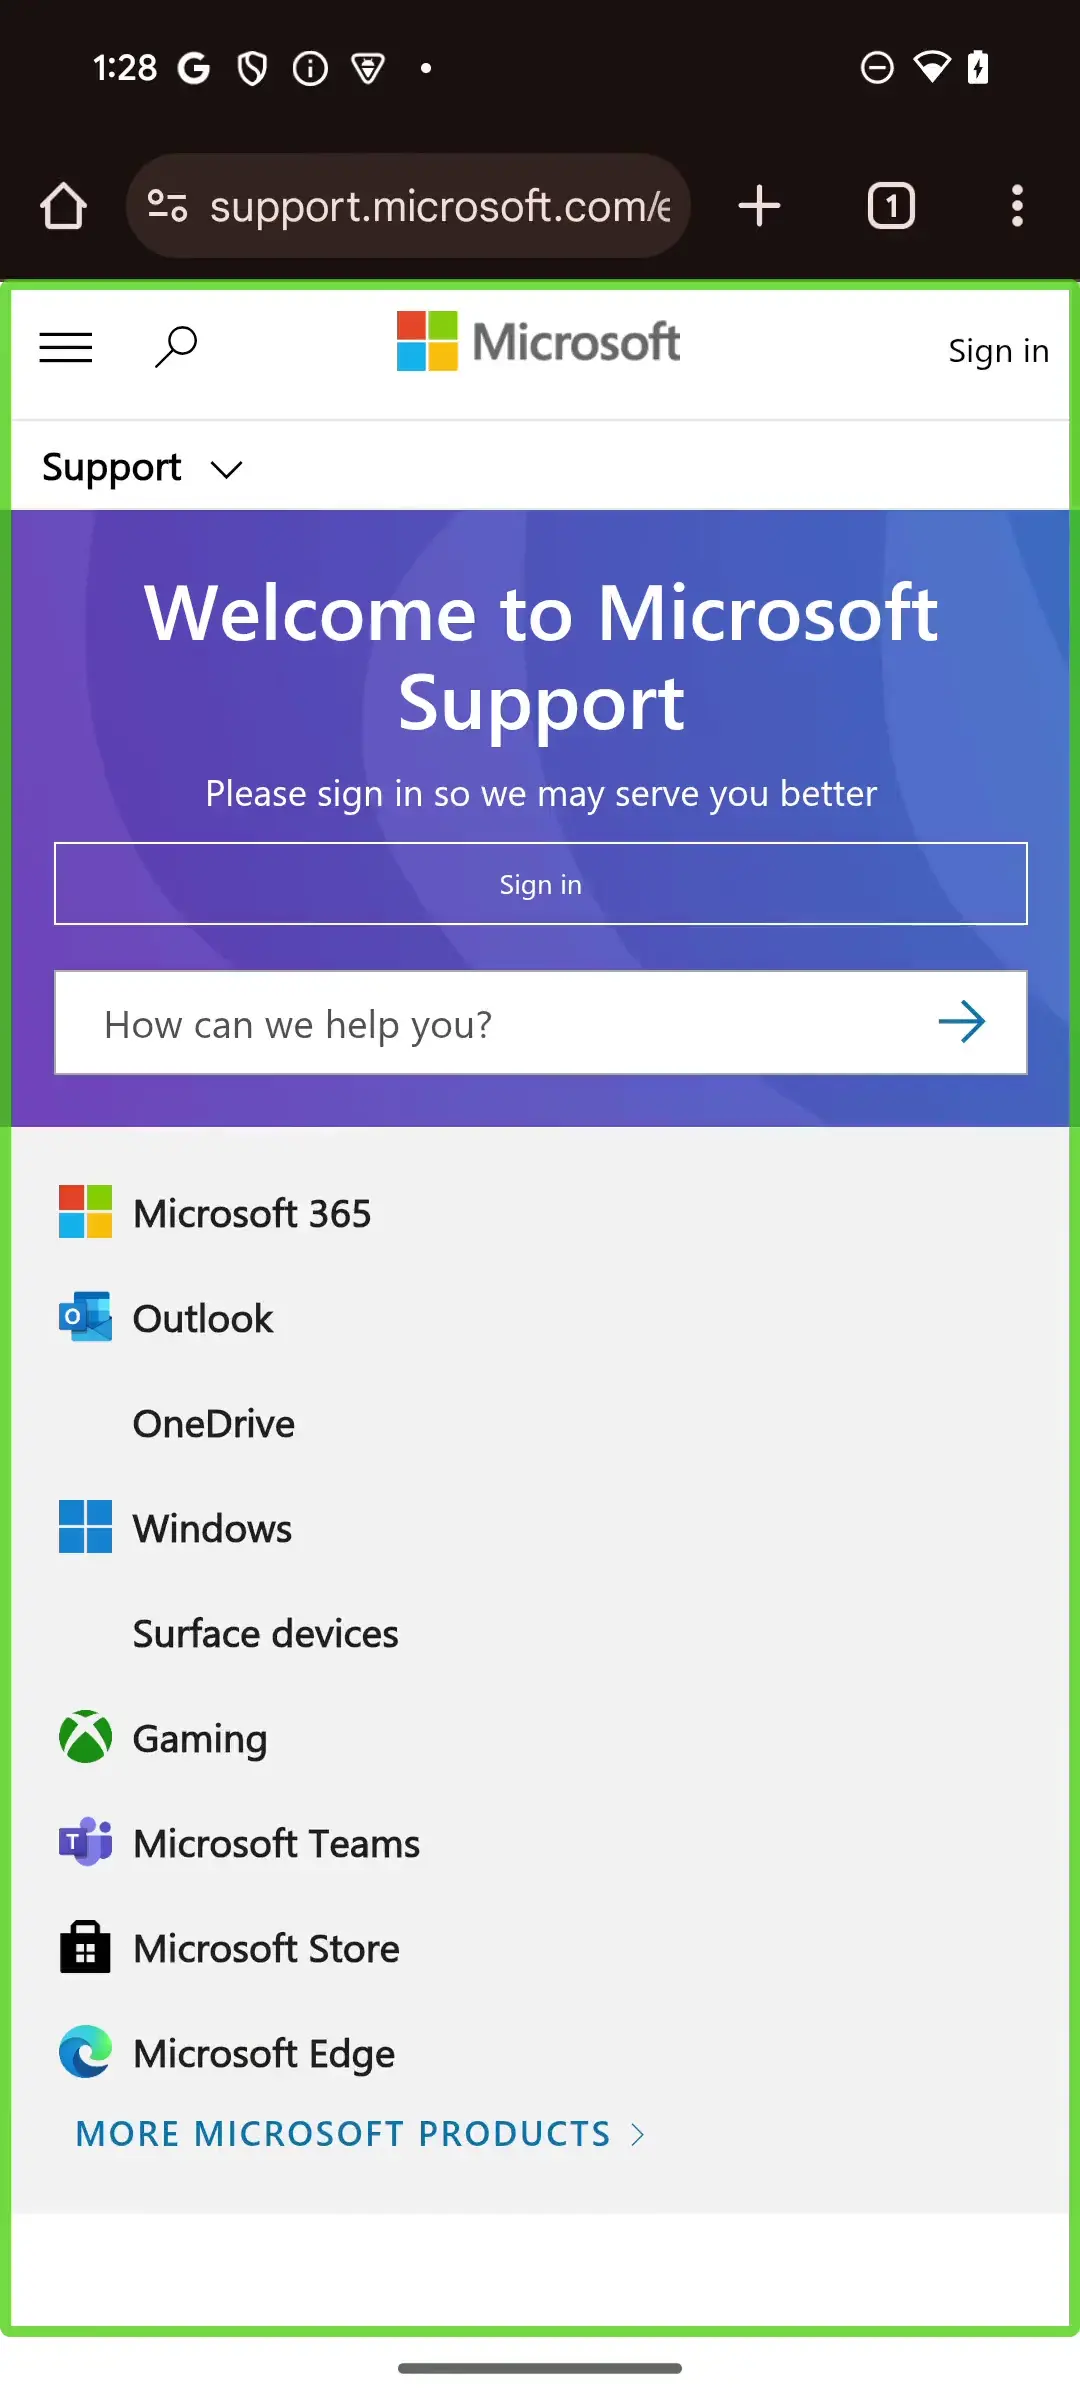 1:28
support.microsoft.com/e
1
Microsoft
Sign in
Support
Welcome to Microsoft
Support
Please sign in so we may serve you better
Sign in
How can we help you?
Microsoft 365
Outlook
OneDrive
Windows
Surface devices
Gaming
Microsoft Teams
Microsoft Store
Microsoft Edge
MORE MICROSOFT PRODUCTS